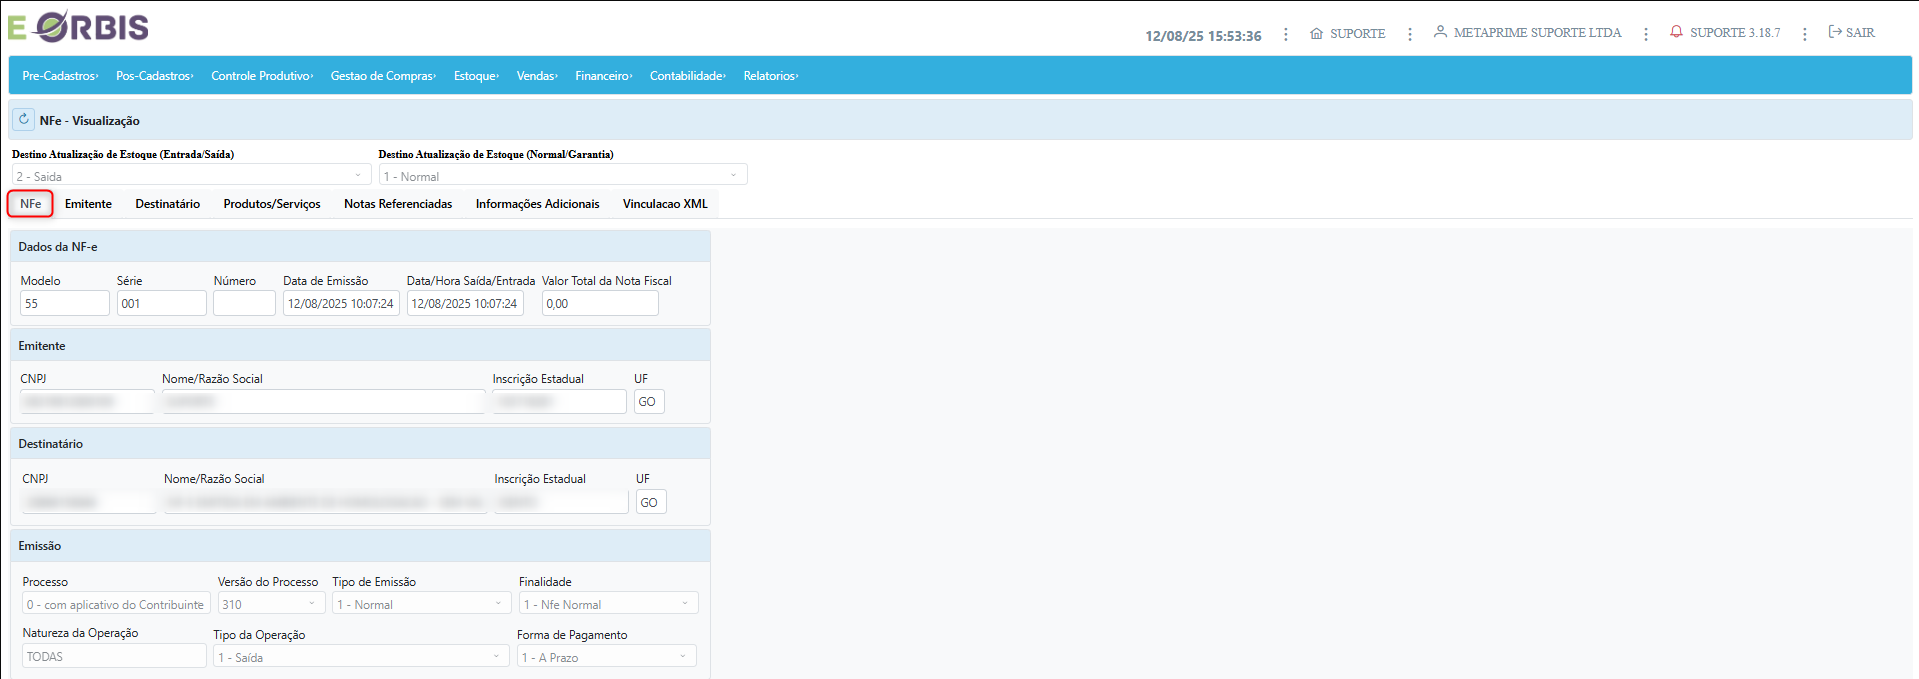 E ORBIS
12/08/25 15:53:36 SUPORTE METAPRIME SUPORTE LTDA SUPORTE 3.18.7 SAIR
Pre-Cadastros Pos-Cadastros Controle Produtivo Gestao de Compras Estoque Vendas Financeiro Contabilidade Relatorios
NFe - Visualização
Destino Atualização de Estoque (Entrada/Saída) Destino Atualização de Estoque (Normal/Garantia)
2 - Saida 1 - Normal
NFe Emitente Destinatário Produtos/Serviços Notas Referenciadas Informações Adicionais Vinculacao XML
Dados da NF-e
Modelo Série Número Data de Emissão Data/Hora Saída/Entrada Valor Total da Nota Fiscal
55 001 12/08/2025 10:07:24 12/08/2025 10:07:24 0,00
Emitente
CNPJ Nome/Razão Social Inscrição Estadual UF
GO
Destinatário
CNPJ Nome/Razão Social Inscrição Estadual UF
GO
Emissão
Processo Versão do Processo Tipo de Emissão Finalidade
0 - com aplicativo do Contribuinte 310 1 - Normal 1 - Nfe Normal
Natureza da Operação Tipo da Operação Forma de Pagamento
TODAS 1 - Saída 1 - A Prazo